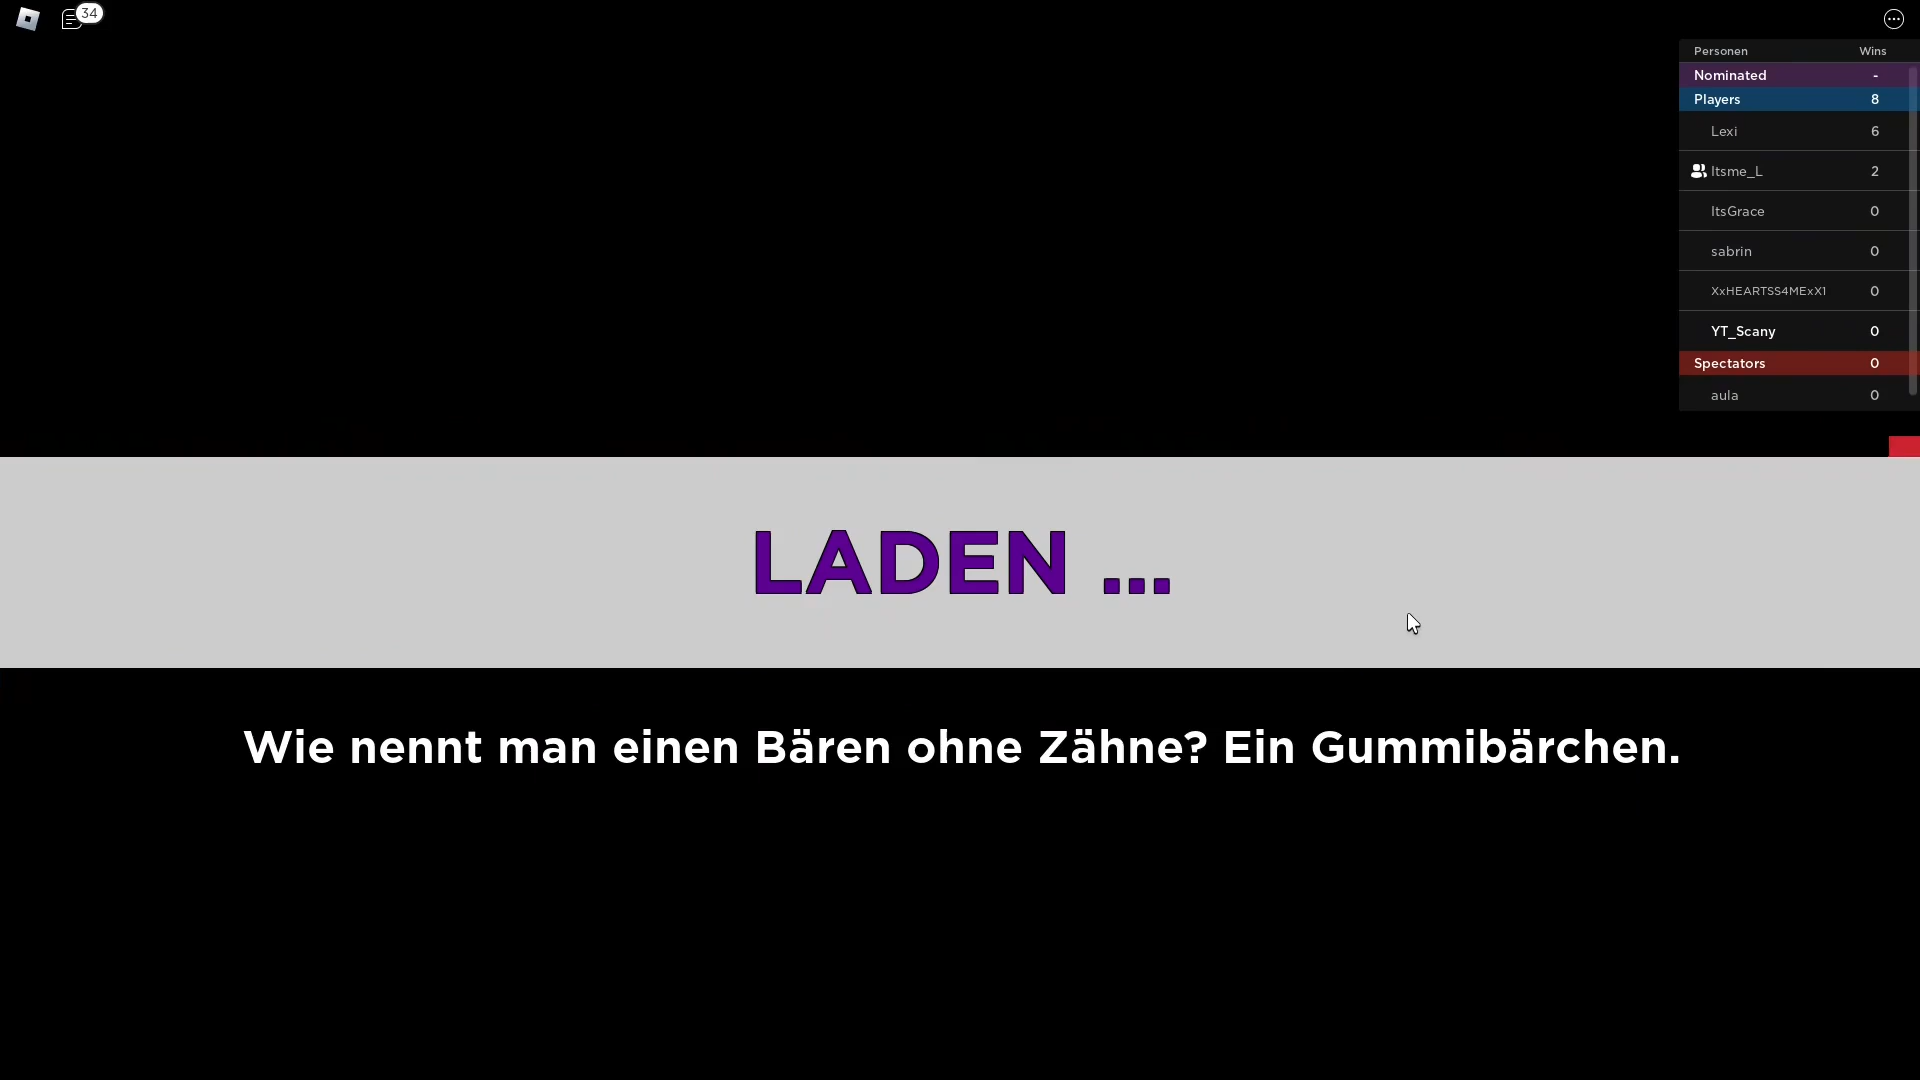 34
Personen Wins
Nominated -
Players 8
Lexi 6
Itsme_L 2
ItsGrace 0
sabrin 0
XxHEARTSS4MExX1 0
YT_Scany 0
Spectators 0
aula 0
LADEN ...
Wie nennt man einen Bären ohne Zähne? Ein Gummibärchen.